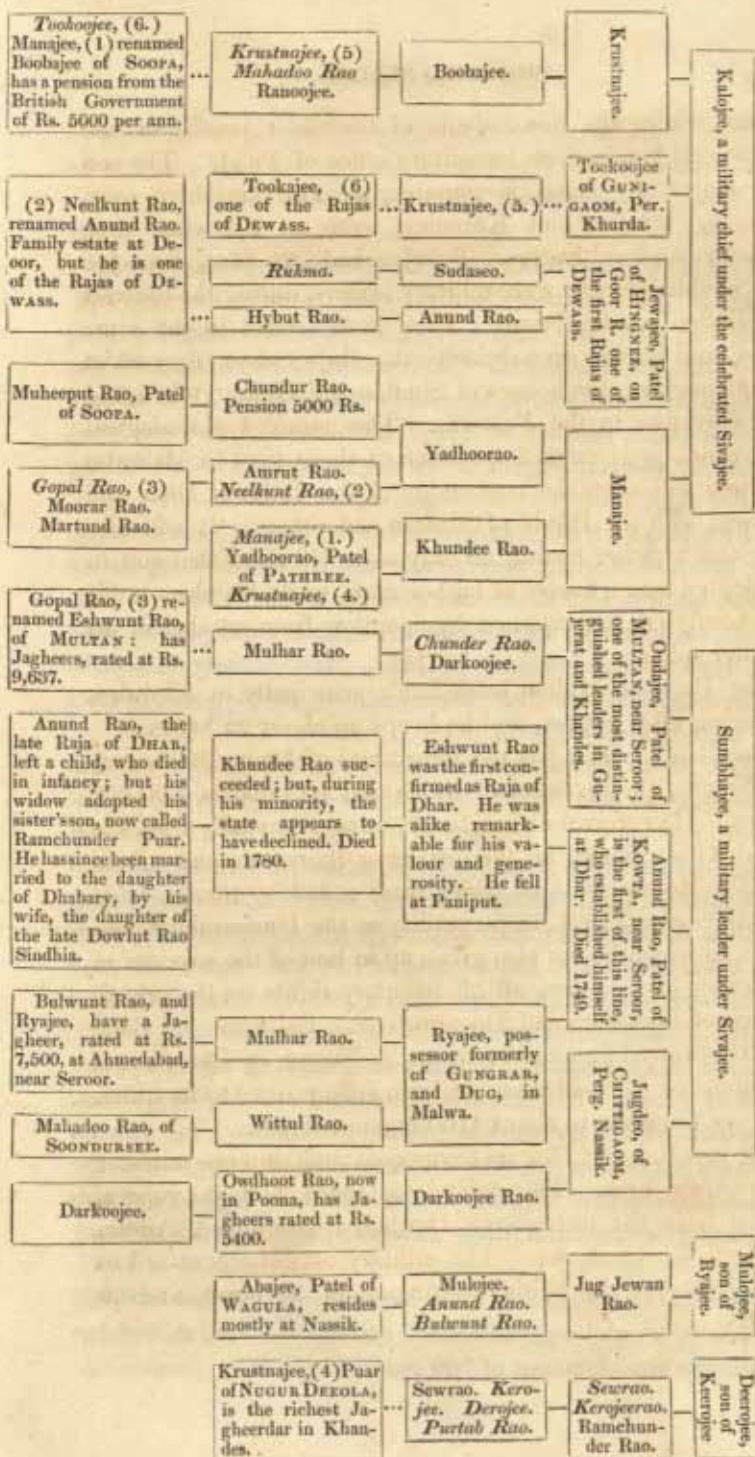 Tookoojee, (6.)
Manajee, (1) renamed
Boobajee of SOOPA,
has a pension from the
British Government
of Rs. 5000 per ann.
Krustnajee, (5)
Mahadoo Rao
Ranoojee.
Boobajee.
Krustnajee.
Kalojee, a military chief under the celebrated Sivajee.
(2) Neelkunt Rao,
renamed Anund Rao.
Family estate at De-
oor, but he is one
of the Rajas of DE-
WASS.
Tookajee, (6)
one of the Rajas
of DEWASS.
Krustnajee, (5.)
Tookoojee
of GUNI-
GAOM, Per.
Khurda.
Rukma.
Sudaseo.
Hybut Rao.
Anund Rao.
Jewajee, Patel
of HINGNEZ, on
Goor R. one of
the first Rajas of
DEWASS.
Muheeput Rao, Patel
of SOOPA.
Chundur Rao.
Pension 5000 Rs.
Yadhoorao.
Manajee.
Gopal Rao, (3)
Moorar Rao.
Martund Rao.
Amrut Rao.
Neelkunt Rao, (2)
Manajee, (1.)
Yadhoorao, Patel
of PATHREE.
Krustnajee, (4.)
Khundee Rao.
Gopal Rao, (3) re-
named Eshwunt Rao,
of MULTAN: has
Jagheers, rated at Rs.
9,637.
Mulhar Rao.
Chunder Rao.
Darkoojee.
Oudajee, Patel of
MULTAN, near Seroor;
one of the most distin-
guished leaders in Gu-
jerat and Khandes.
Sumbhajee, a military leader under Sivajee.
Anund Rao, the
late Raja of DHAR,
left a child, who died
in infancy; but his
widow adopted his
sister's son, now called
Ramchunder Puar.
He has since been mar-
ried to the daughter
of Dhabary, by his
wife, the daughter of
the late Dowlut Rao
Sindhia.
Khundee Rao suc-
ceeded; but, during
his minority, the
state appears to
have declined. Died
in 1780.
Eshwunt Rao
was the first con-
firmed as Raja of
Dhar. He was
alike remark-
able for his va-
lour and gene-
rosity. He fell
at Paniput.
Anund Rao, Patel of
KOWTA, near Seroor,
is the first of this line,
who established himself
at Dhar. Died 1749.
Bulwunt Rao, and
Ryajee, have a Ja-
gheer, rated at Rs.
7,500, at Ahmedabad,
near Seroor.
Mulhar Rao.
Ryajee, pos-
sessor formerly
of GUNGRAR,
and DUG, in
Malwa.
Jugdeo, of
CHITTIGAOM,
Perg. Nassik.
Mahadoo Rao, of
SOONDURSEE.
Wittul Rao.
Darkoojee.
Owdhoot Rao, now
in Poona, has Ja-
gheers rated at Rs.
5400.
Darkoojee Rao.
Abajee, Patel of
WAGULA, resides
mostly at Nassik.
Mulojee.
Anund Rao.
Bulwunt Rao.
Jug Jewan
Rao.
Mulojee,
son of
Ryajee.
Krustnajee, (4) Puar
of NUGUR DEEOLA,
is the richest Ja-
gheerdar in Khan-
des.
Sewrao. Kero-
jee. Derojee.
Purtab Rao.
Sewrao.
Kerojeerao.
Ramchun-
der Rao.
Deerojee,
son of
Keerojee